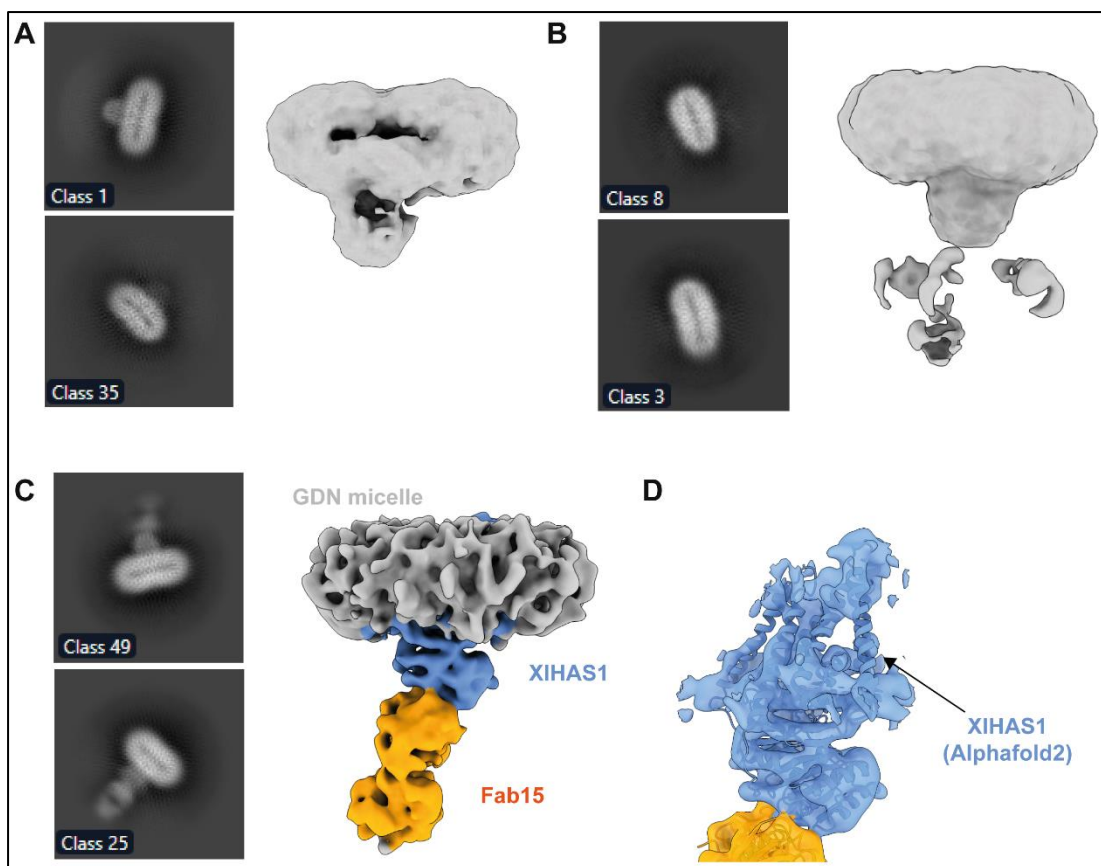 A
Class 1
Class 35
B
Class 8
Class 3
C
Class 49
Class 25
GDN micelle
XlHAS1
Fab15
D
XlHAS1
(Alphafold2)